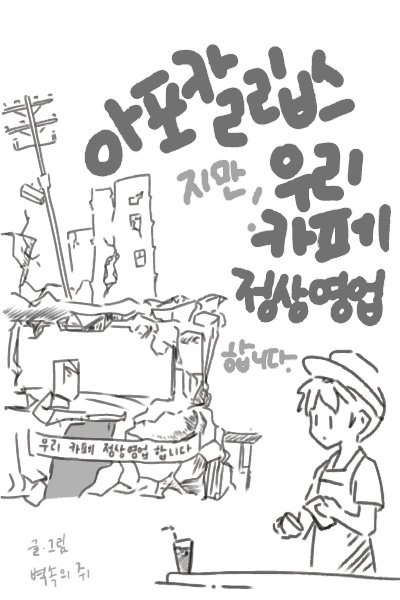 아포칼립스
지만, 우리
카페
정상영업
합니다.
우리 카페 정상영업 합니다
글·그림
벽속의 쥐